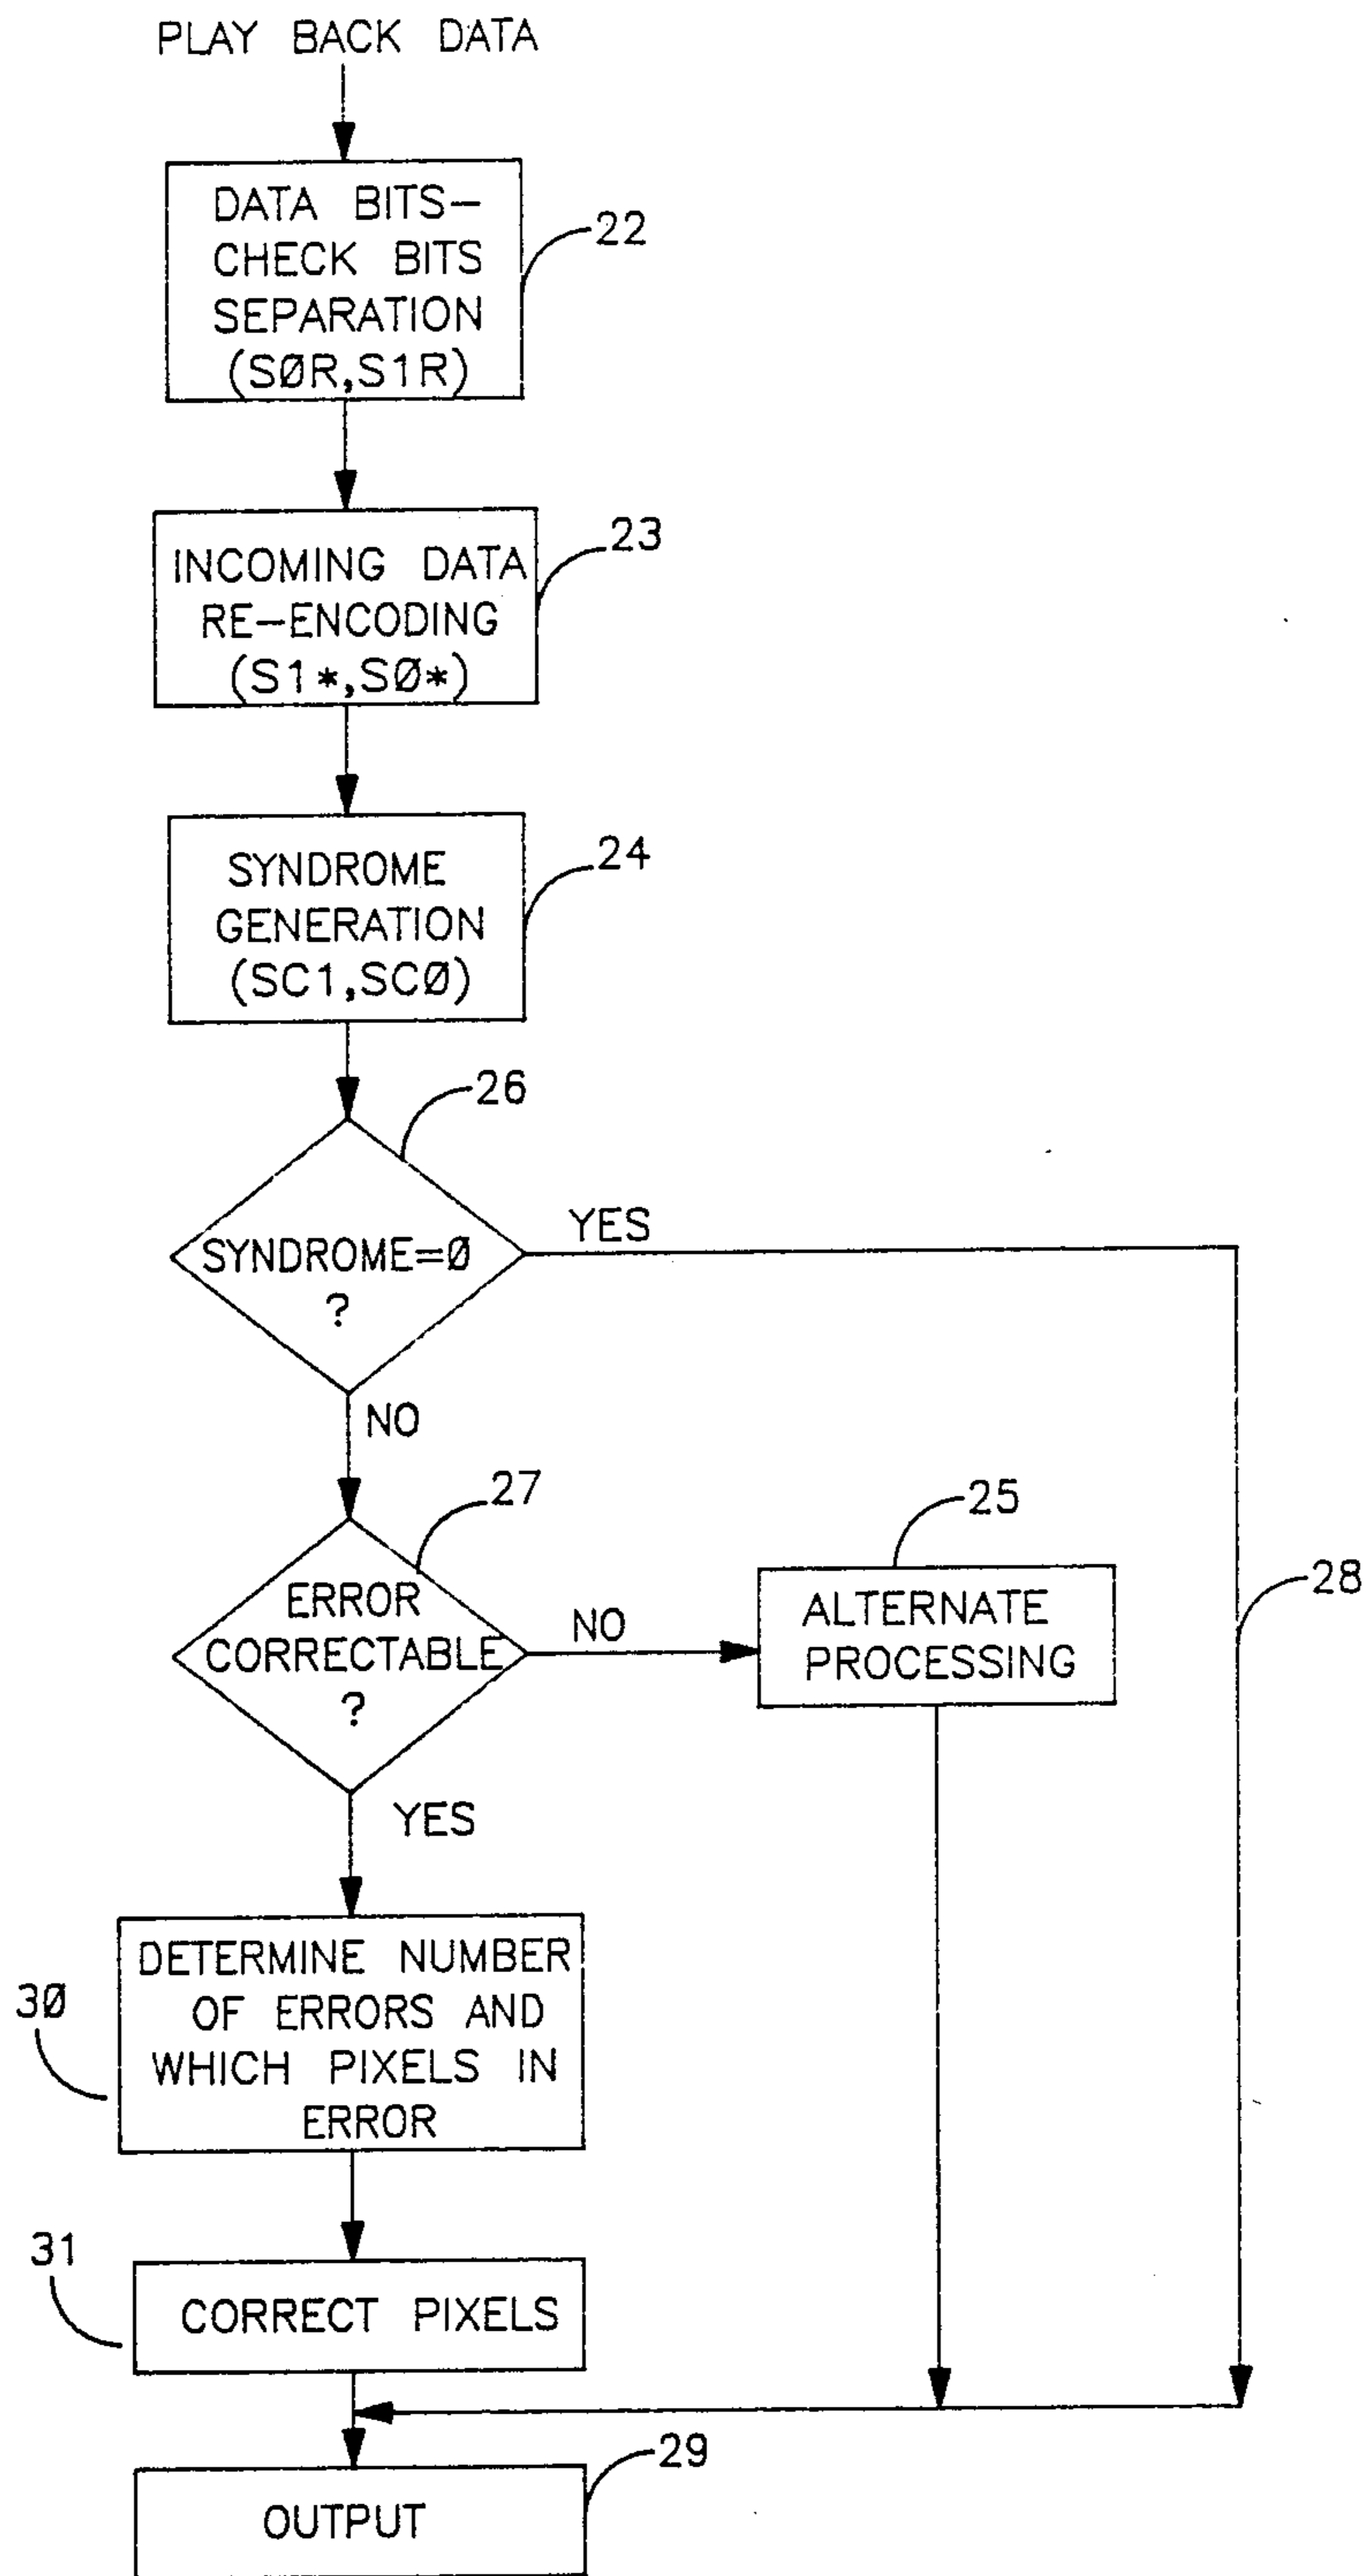 PLAY BACK DATA
DATA BITS-
CHECK BITS
SEPARATION
(SØR,S1R)
22
INCOMING DATA
RE-ENCODING
(S1*,SØ*)
23
SYNDROME
GENERATION
(SC1,SCØ)
24
26
SYNDROME=Ø
?
YES
NO
27
ERROR
CORRECTABLE
?
NO
25
ALTERNATE
PROCESSING
28
YES
DETERMINE NUMBER
OF ERRORS AND
WHICH PIXELS IN
ERROR
3Ø
31
CORRECT PIXELS
29
OUTPUT